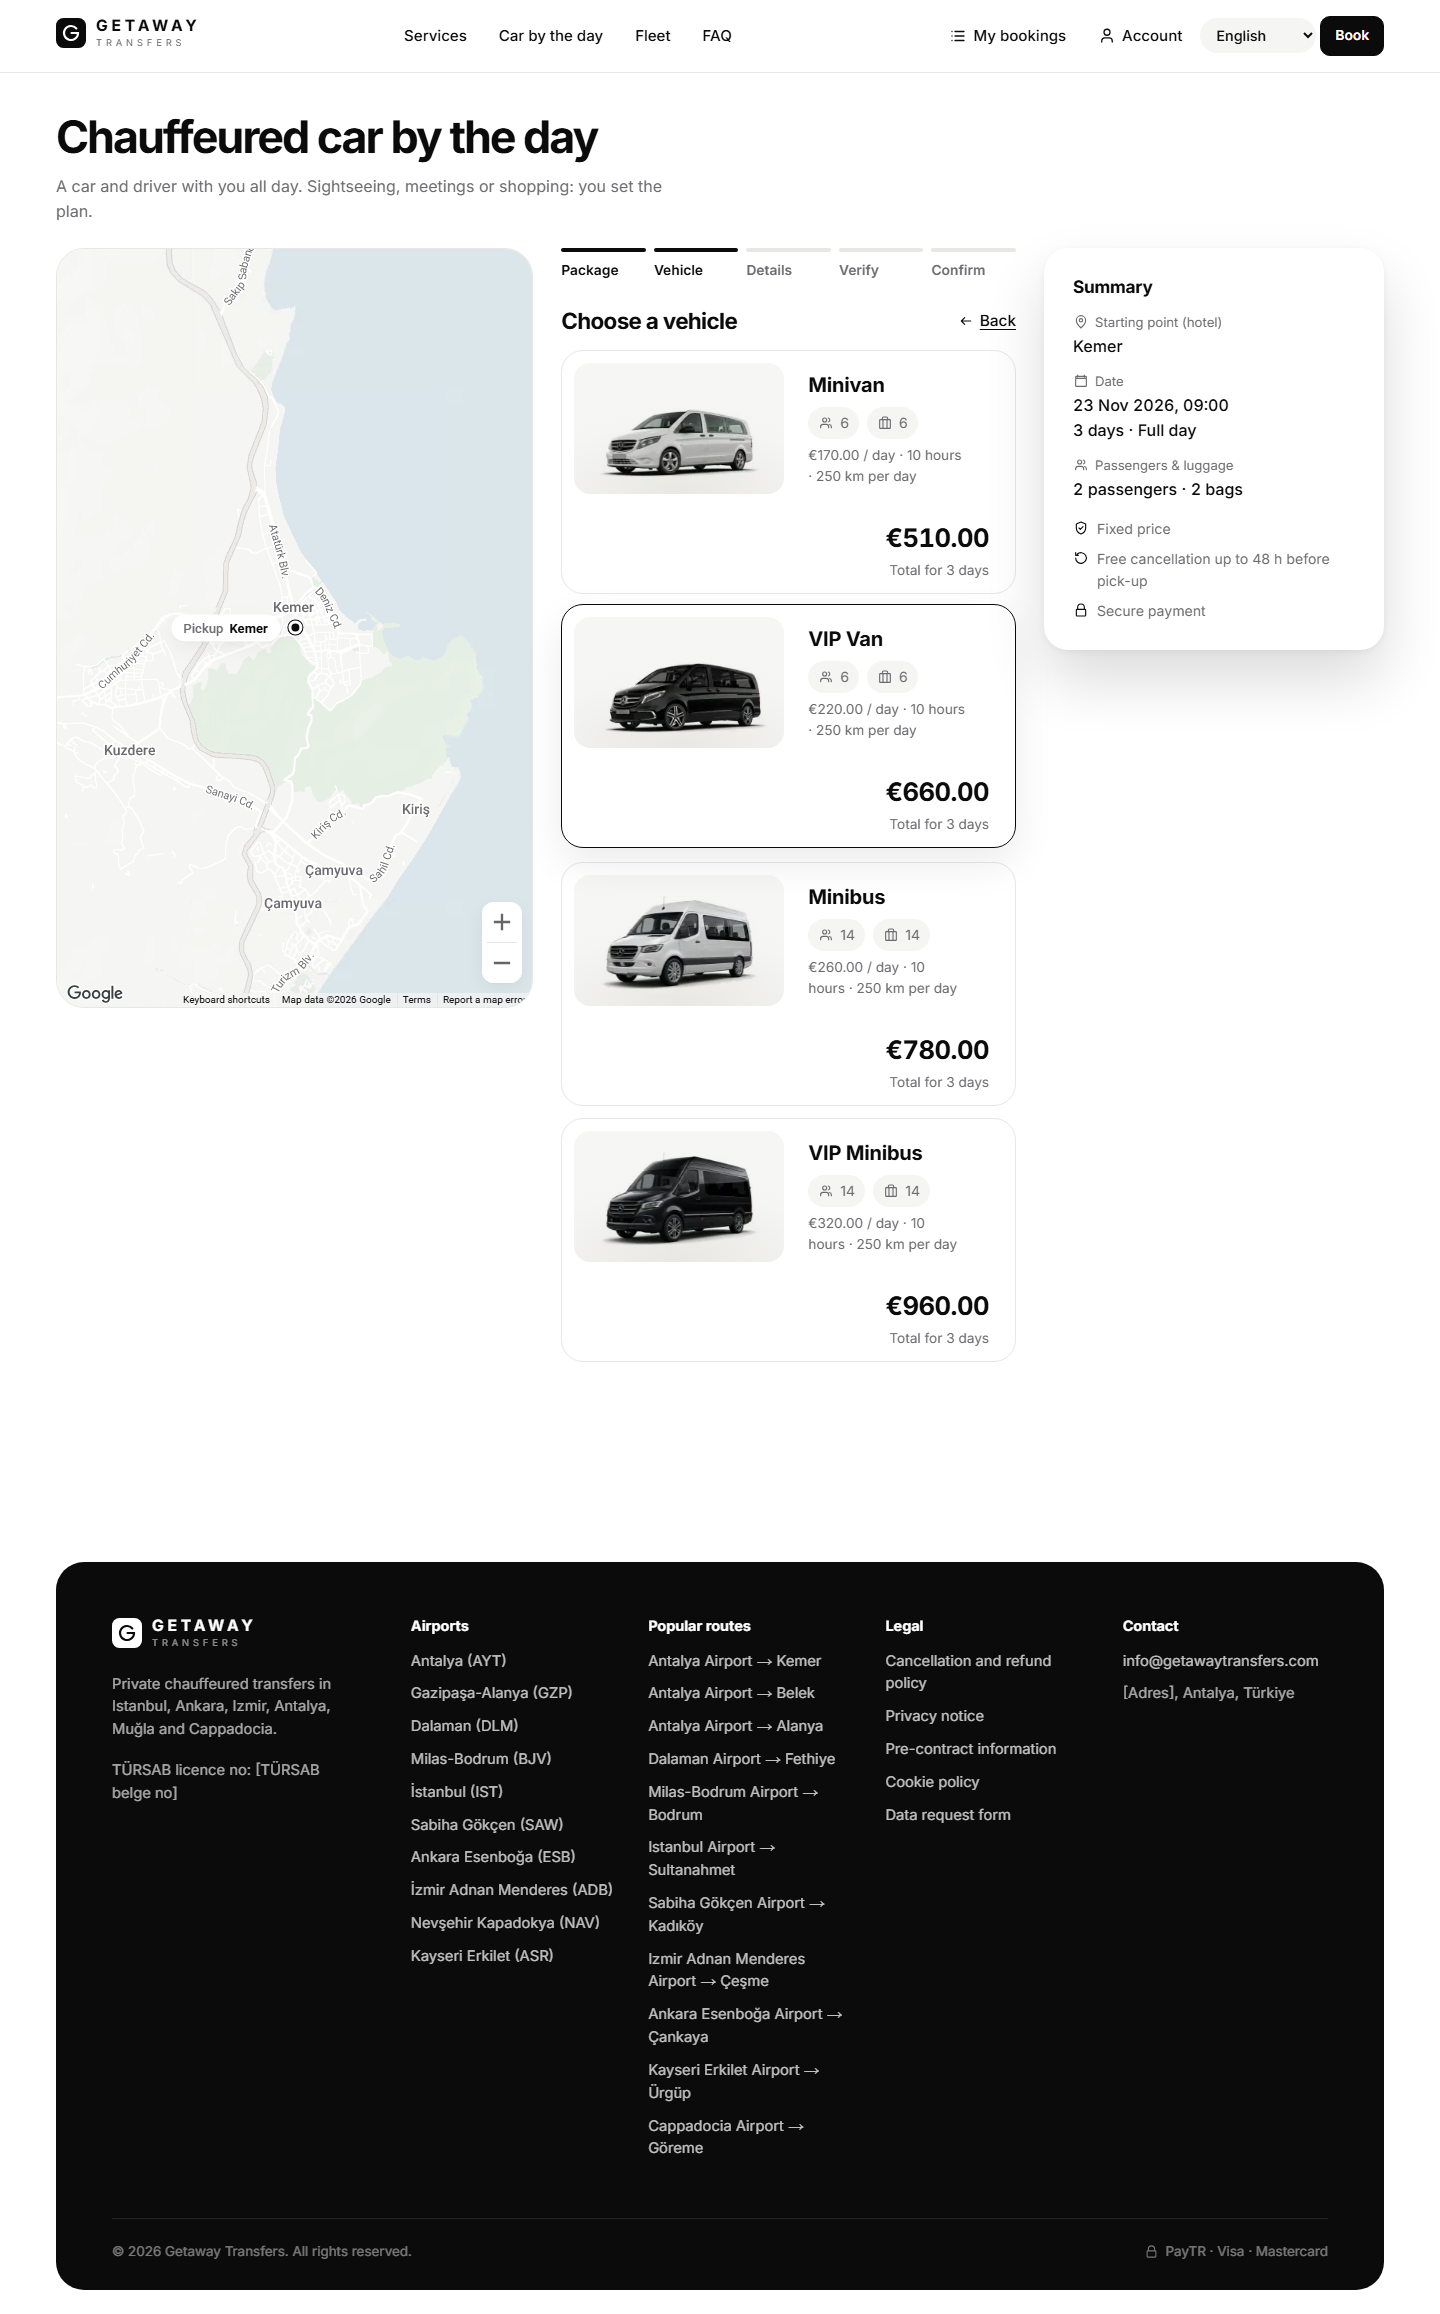 G GETAWAY
TRANSFERS
Services
Car by the day
Fleet
FAQ
My bookings
Account
English
Book
Chauffeured car by the day
A car and driver with you all day. Sightseeing, meetings or shopping: you set the
plan.
Atatürk Blv.
Deniz Cd.
Kemer
Pickup Kemer
Cumhuriyet Cd.
Kuzdere
Sanayi Cd.
Kiriş Cd.
Kiriş
Sahil Cd.
Çamyuva
Çamyuva
Turizm Blv.
Google
Keyboard shortcuts
Map data ©2026 Google
Terms
Package
Vehicle
Details
Verify
Confirm
Choose a vehicle
← Back
Minivan
6
6
€170.00 / day · 10 hours
· 250 km per day
€510.00
Total for 3 days
VIP Van
6
6
€220.00 / day · 10 hours
· 250 km per day
€660.00
Total for 3 days
Minibus
14
14
€260.00 / day · 10
hours · 250 km per day
€780.00
Total for 3 days
VIP Minibus
14
14
€320.00 / day · 10
hours · 250 km per day
€960.00
Total for 3 days
Summary
Starting point (hotel)
Kemer
Date
23 Nov 2026, 09:00
3 days · Full day
Passengers & luggage
2 passengers · 2 bags
Fixed price
Free cancellation up to 48 h before
pick-up
Secure payment
G GETAWAY
TRANSFERS
Private chauffeured transfers in
Istanbul, Ankara, Izmir, Antalya,
Muğla and Cappadocia.
TÜRSAB licence no: [TÜRSAB
belge no]
Airports
Antalya (AYT)
Gazipaşa-Alanya (GZP)
Dalaman (DLM)
Milas-Bodrum (BJV)
İstanbul (IST)
Sabiha Gökçen (SAW)
Ankara Esenboğa (ESB)
İzmir Adnan Menderes (ADB)
Nevşehir Kapadokya (NAV)
Kayseri Erkilet (ASR)
Popular routes
Antalya Airport → Kemer
Antalya Airport → Belek
Antalya Airport → Alanya
Dalaman Airport → Fethiye
Milas-Bodrum Airport →
Bodrum
Istanbul Airport →
Sultanahmet
Sabiha Gökçen Airport →
Kadıköy
Izmir Adnan Menderes
Airport → Çeşme
Ankara Esenboğa Airport →
Çankaya
Kayseri Erkilet Airport →
Ürgüp
Cappadocia Airport →
Göreme
Legal
Cancellation and refund
policy
Privacy notice
Pre-contract information
Cookie policy
Data request form
Contact
info@getawaytransfers.com
[Adres], Antalya, Türkiye
© 2026 Getaway Transfers. All rights reserved.
PayTR · Visa · Mastercard